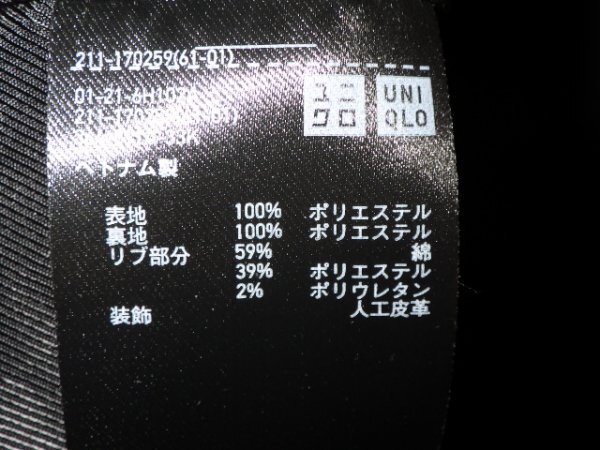 211-170259(61-01)
ユニ
クロ
UNI
QLO
ベトナム製
表地 100% ポリエステル
裏地 100% ポリエステル
リブ部分 59% 綿
39% ポリエステル
2% ポリウレタン
装飾 人工皮革